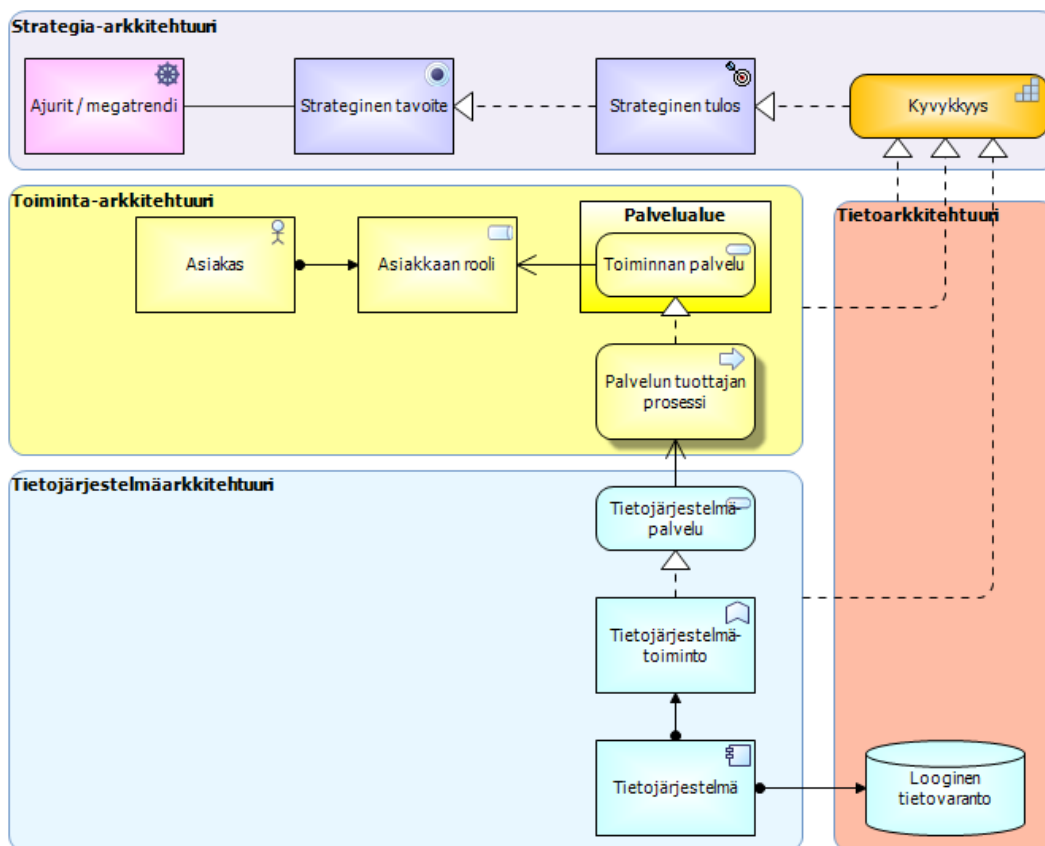 Strategia-arkkitehtuuri
Ajurit / megatrendi
Strateginen tavoite
Strateginen tulos
Kyvykkyys
Toiminta-arkkitehtuuri
Asiakas
Asiakkaan rooli
Palvelualue
Toiminnan palvelu
Palvelun tuottajan
prosessi
Tietoarkkitehtuuri
Tietojärjestelmäarkkitehtuuri
Tietojärjestelmä-
palvelu
Tietojärjestelmä-
toiminto
Tietojärjestelmä
Looginen
tietovaranto